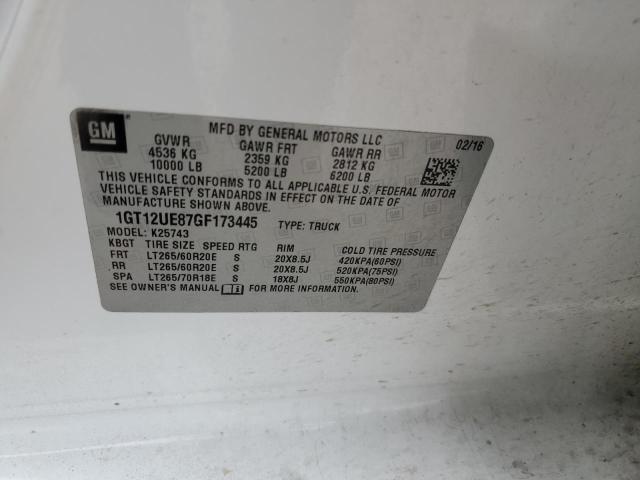 GM
MFD BY GENERAL MOTORS LLC
02/16
GVWR GAWR FRT GAWR RR
4536 KG 2359 KG 2812 KG
10000 LB 5200 LB 6200 LB
THIS VEHICLE CONFORMS TO ALL APPLICABLE U.S. FEDERAL MOTOR
VEHICLE SAFETY STANDARDS IN EFFECT ON THE DATE OF
MANUFACTURE SHOWN ABOVE.
1GT12UE87GF173445 TYPE: TRUCK
MODEL: K25743
KBGT TIRE SIZE SPEED RTG RIM COLD TIRE PRESSURE
FRT LT265/60R20E S 20X8.5J 420KPA(60PSI)
RR LT265/60R20E S 20X8.5J 520KPA(75PSI)
SPA LT265/70R18E S 18X8J 550KPA(80PSI)
SEE OWNER'S MANUAL FOR MORE INFORMATION.